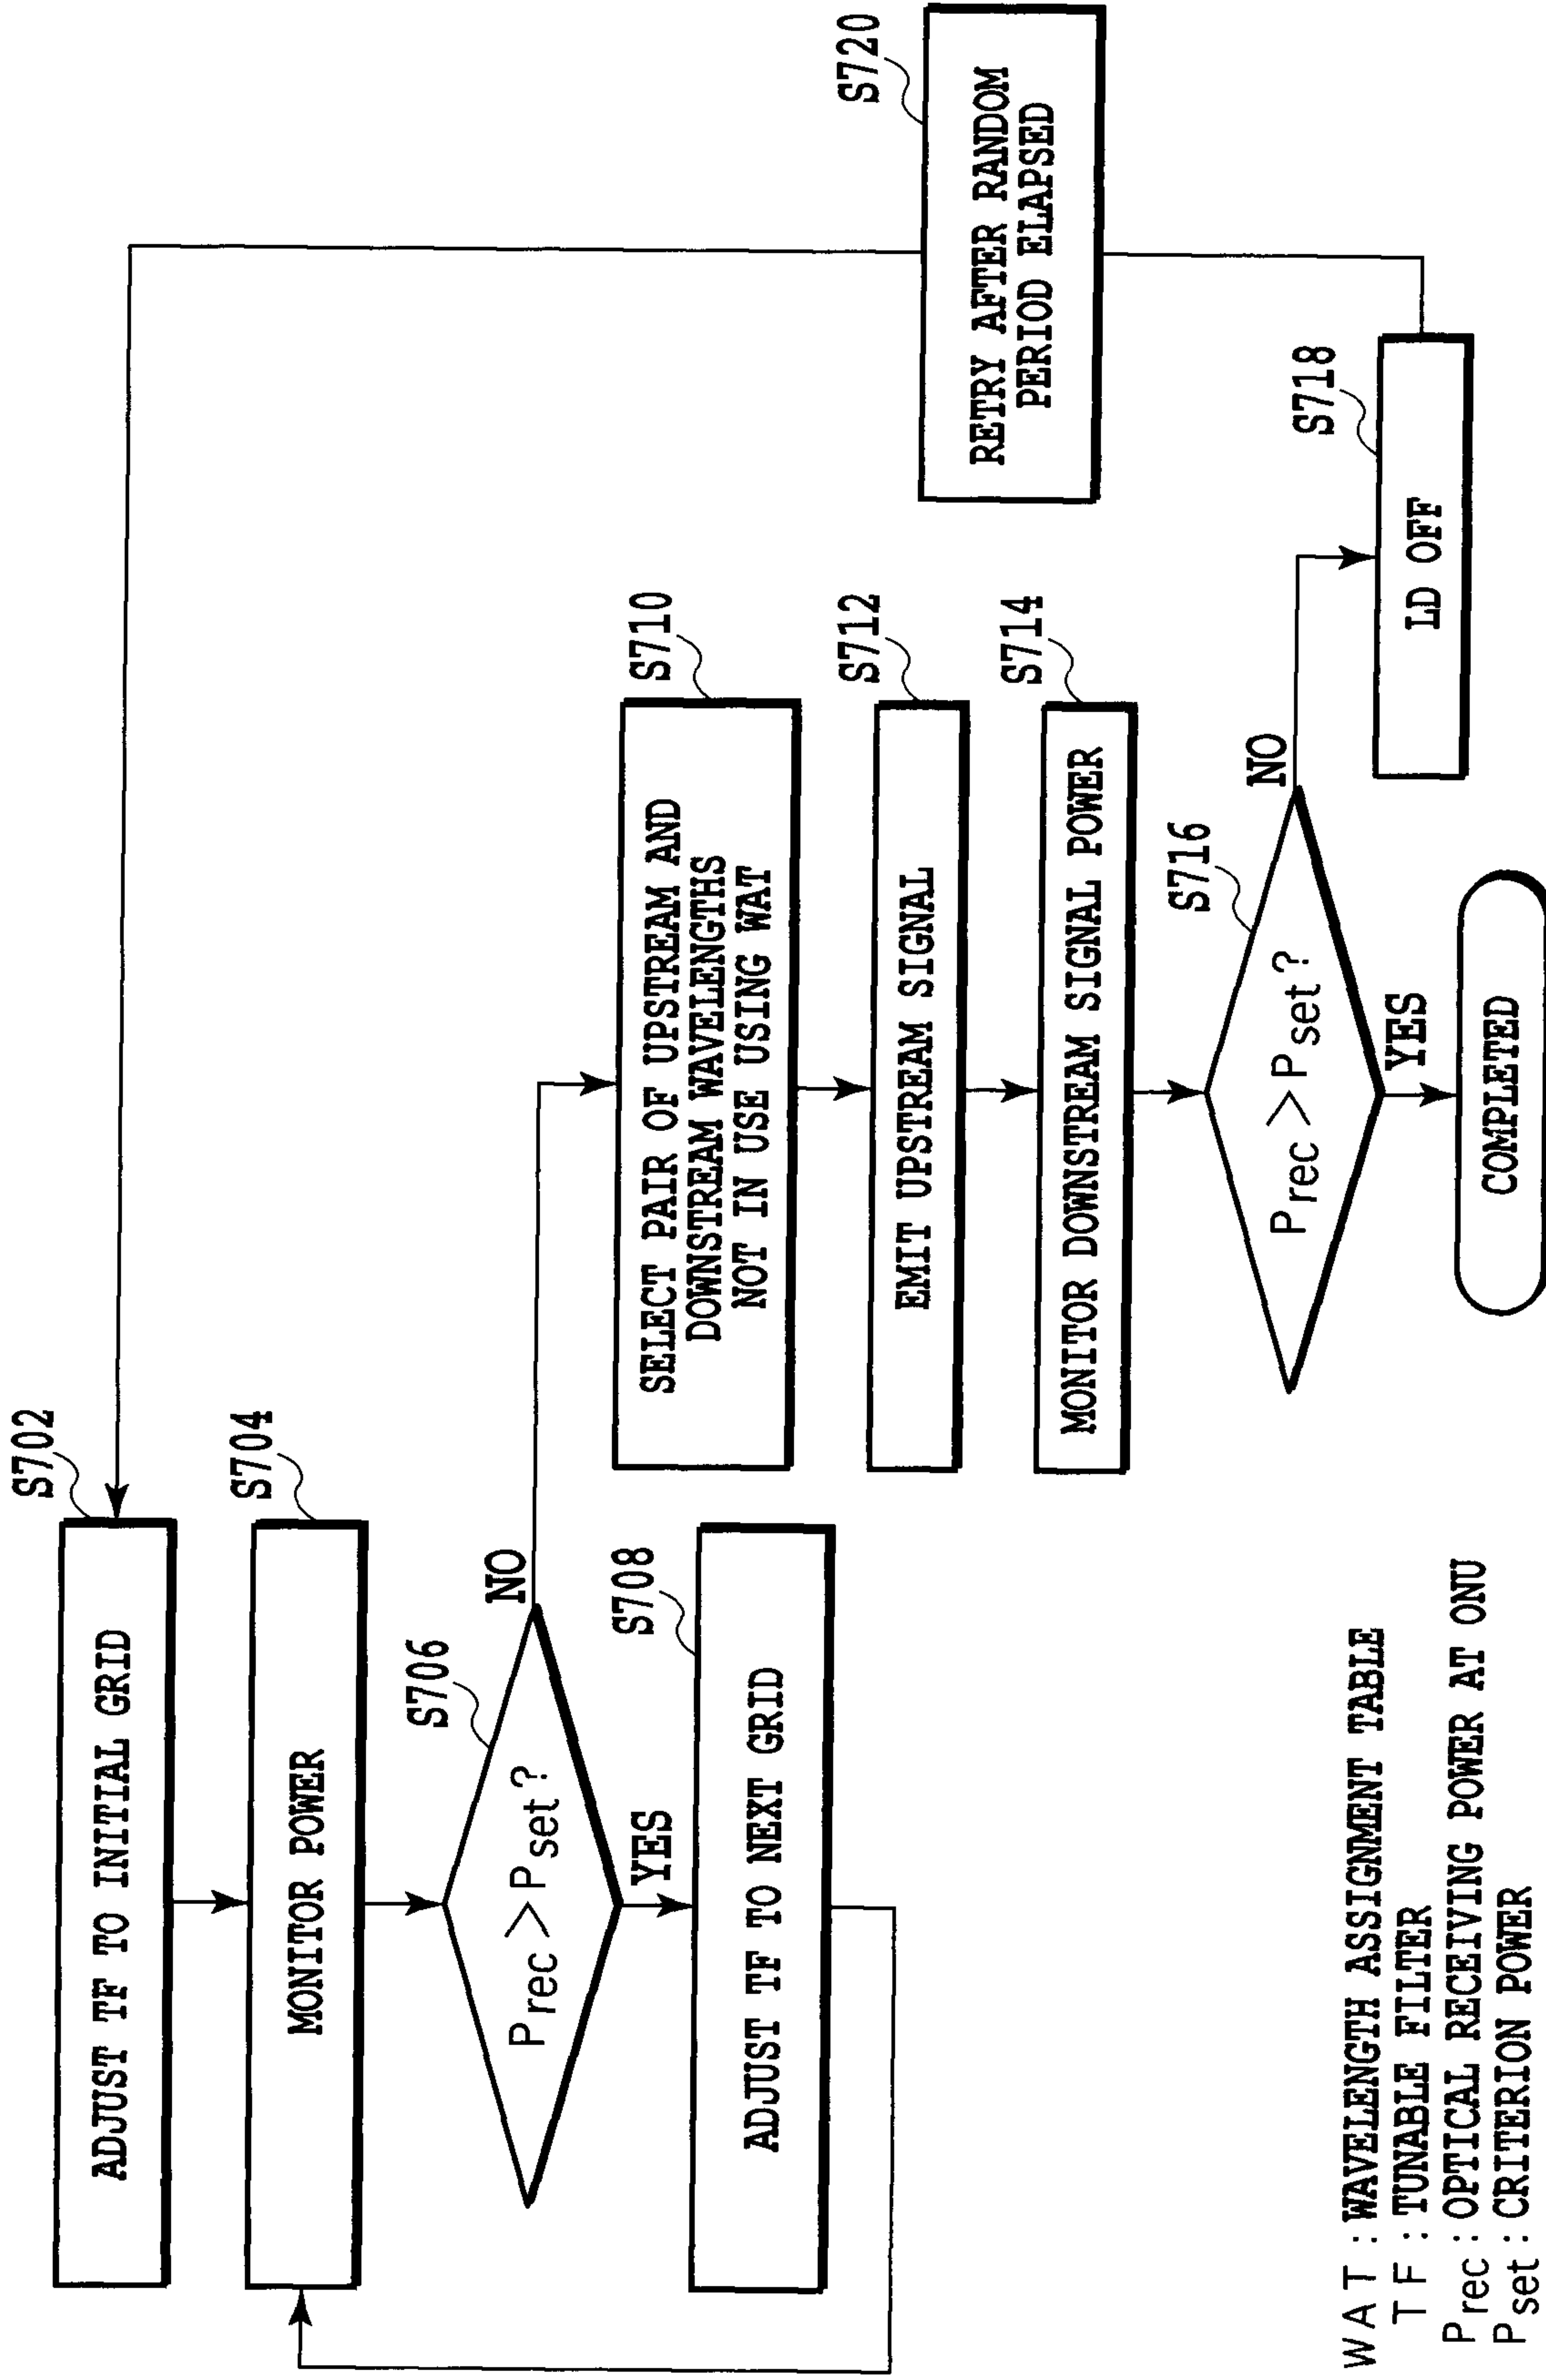 S702
ADJUST TF TO INITIAL GRID
S704
MONITOR POWER
S706
Prec > Pset?
NO
YES
S708
ADJUST TF TO NEXT GRID
S710
SELECT PAIR OF UPSTREAM AND
DOWNSTREAM WAVELENGTHS
NOT IN USE USING WAT
S712
EMIT UPSTREAM SIGNAL
S714
MONITOR DOWNSTREAM SIGNAL POWER
S716
Prec > Pset?
NO
YES
COMPLETED
S718
LD OFF
S720
RETRY AFTER RANDOM
PERIOD ELAPSED
WAT : WAVELENGTH ASSIGNMENT TABLE
TF : TUNABLE FILTER
Prec : OPTICAL RECEIVING POWER AT ONU
Pset : CRITERION POWER